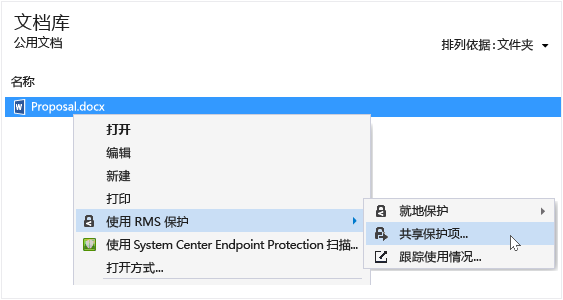 文档库
公用文档
排列依据:文件夹
名称
Proposal.docx
打开
编辑
新建
打印
使用 RMS 保护
使用 System Center Endpoint Protection 扫描...
打开方式...
就地保护
共享保护项...
跟踪使用情况...